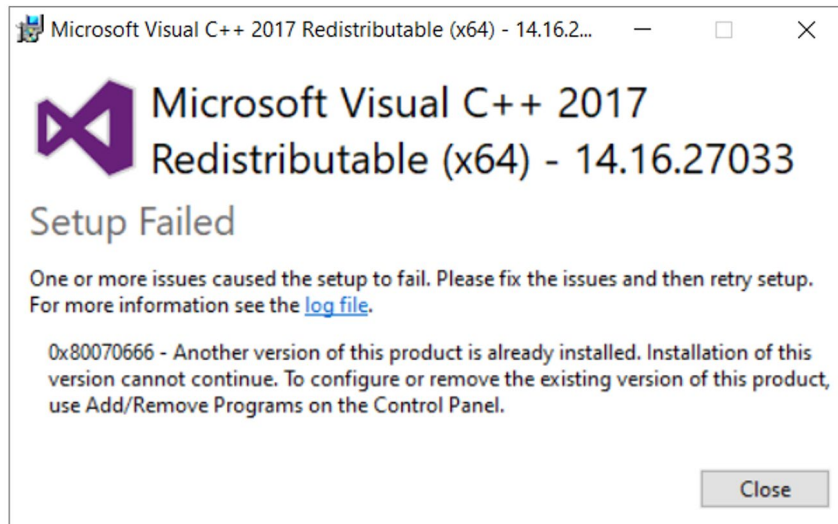 Microsoft Visual C++ 2017 Redistributable (x64) - 14.16.2...
Microsoft Visual C++ 2017
Redistributable (x64) - 14.16.27033
Setup Failed
One or more issues caused the setup to fail. Please fix the issues and then retry setup.
For more information see the log file.
0x80070666 - Another version of this product is already installed. Installation of this
version cannot continue. To configure or remove the existing version of this product,
use Add/Remove Programs on the Control Panel.
Close